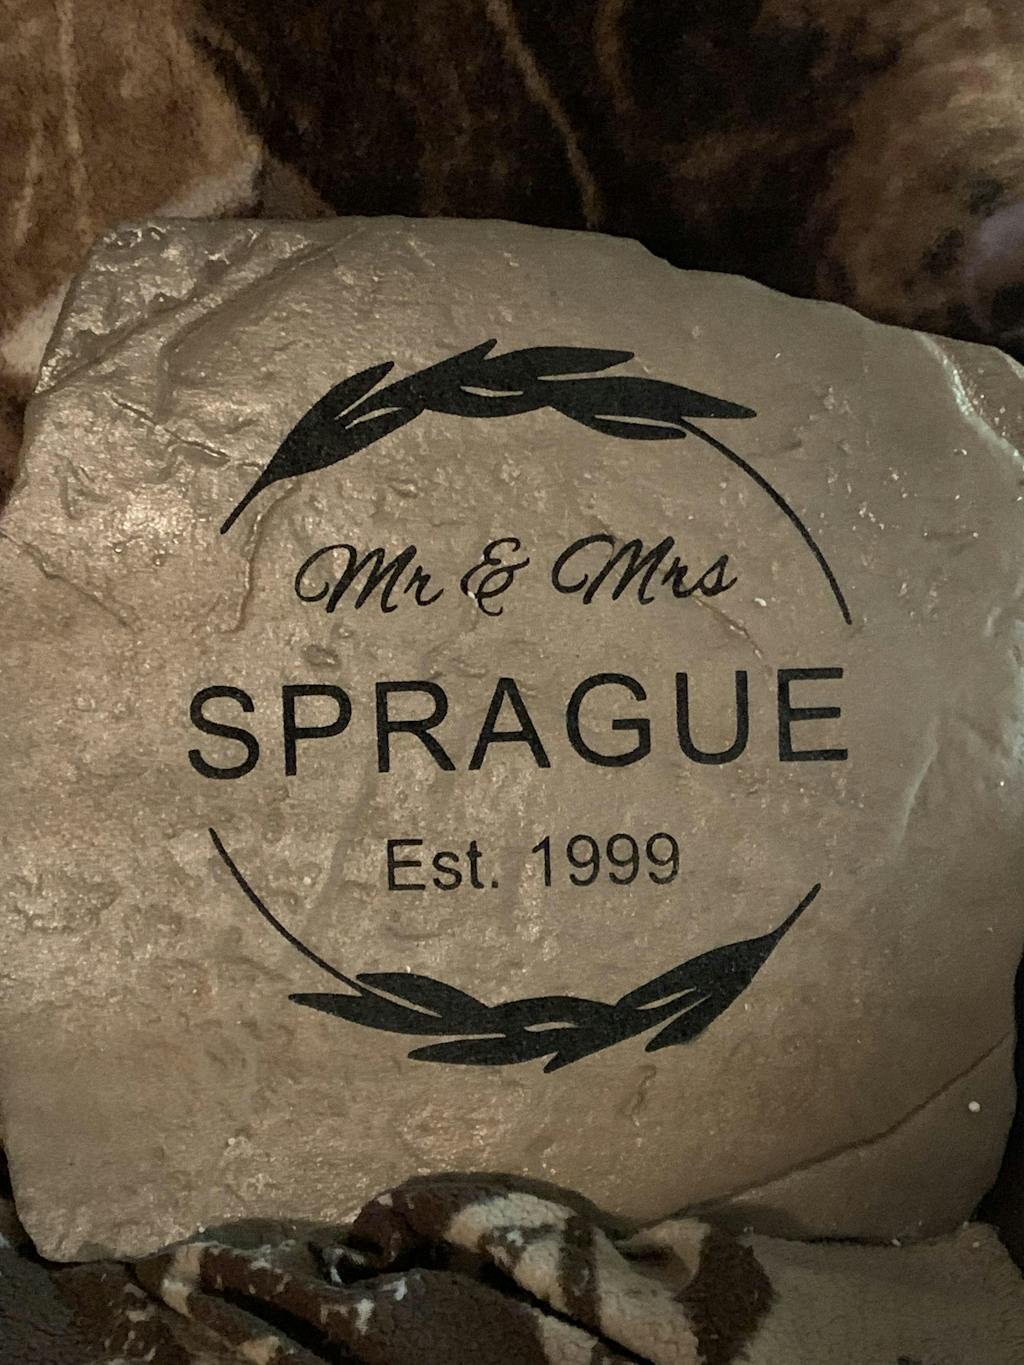 Mr & Mrs
SPRAGUE
Est. 1999